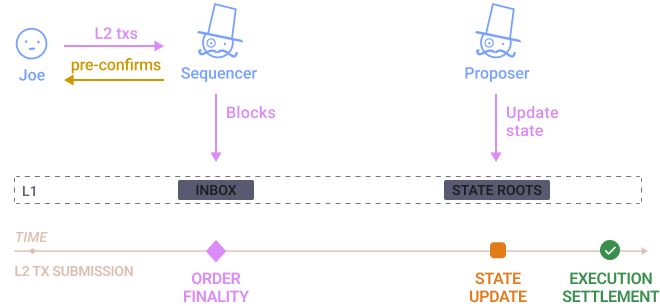 L2 txs
pre-confirms
Joe
Sequencer
Proposer
Blocks
Update
state
L1
INBOX
STATE ROOTS
TIME
L2 TX SUBMISSION
ORDER
FINALITY
STATE
UPDATE
EXECUTION
SETTLEMENT